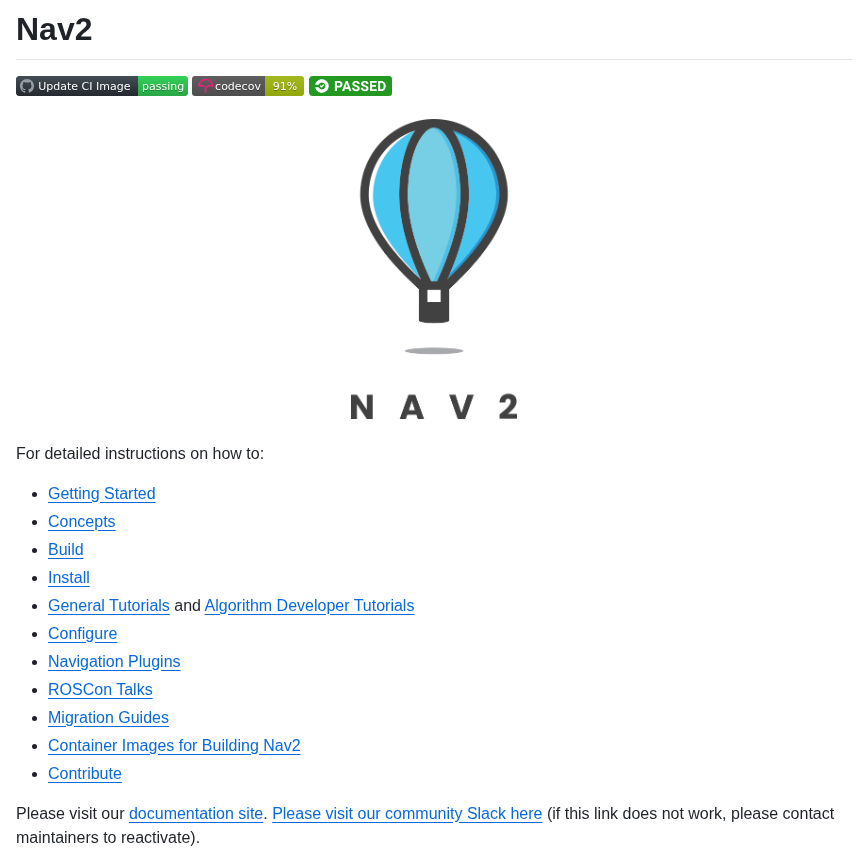 Nav2
Update CI Image passing codecov 91% PASSED
NAV2
For detailed instructions on how to:
Getting Started
Concepts
Build
Install
General Tutorials and Algorithm Developer Tutorials
Configure
Navigation Plugins
ROSCon Talks
Migration Guides
Container Images for Building Nav2
Contribute
Please visit our documentation site. Please visit our community Slack here (if this link does not work, please contact
maintainers to reactivate).